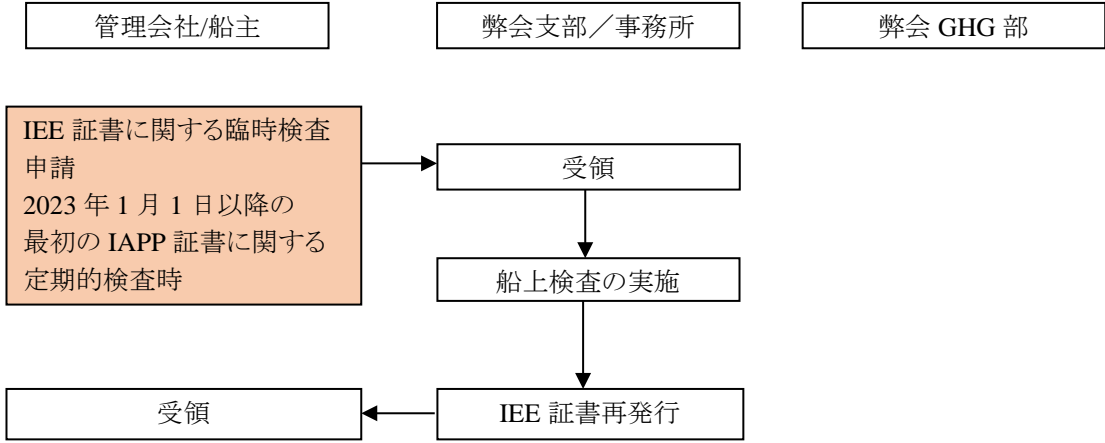 管理会社/船主
弊会支部／事務所
弊会 GHG 部
IEE 証書に関する臨時検査
申請
2023 年 1 月 1 日以降の
最初の IAPP 証書に関する
定期的検査時
受領
船上検査の実施
受領
IEE 証書再発行